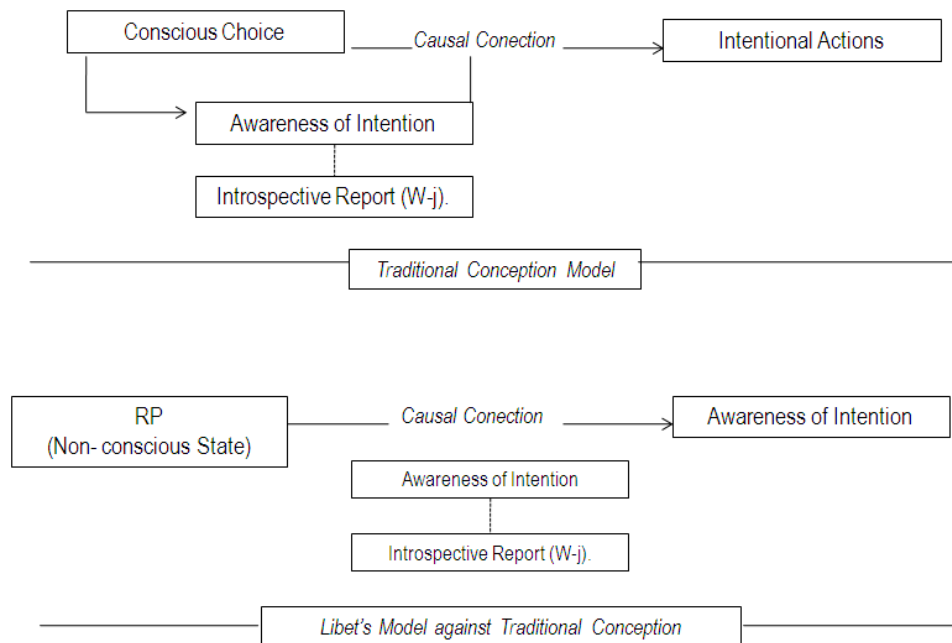 Conscious Choice
Causal Conection
Intentional Actions
Awareness of Intention
Introspective Report (W-j).
Traditional Conception Model
RP
(Non- conscious State)
Causal Conection
Awareness of Intention
Awareness of Intention
Introspective Report (W-j).
Libet's Model against Traditional Conception